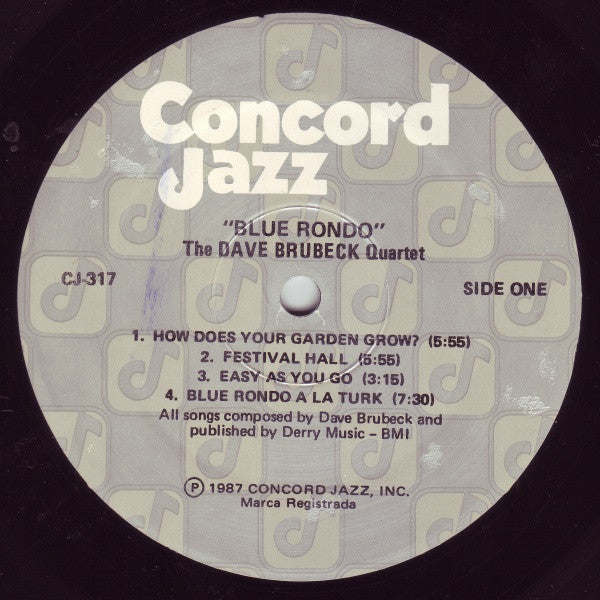 Concord
Jazz
"BLUE RONDO"
The DAVE BRUBECK Quartet
CJ-317
SIDE ONE
1. HOW DOES YOUR GARDEN GROW? (5:55)
2. FESTIVAL HALL (5:55)
3. EASY AS YOU GO (3:15)
4. BLUE RONDO A LA TURK (7:30)
All songs composed by Dave Brubeck and
published by Derry Music – BMI
Ⓟ 1987 CONCORD JAZZ, INC.
Marca Registrada